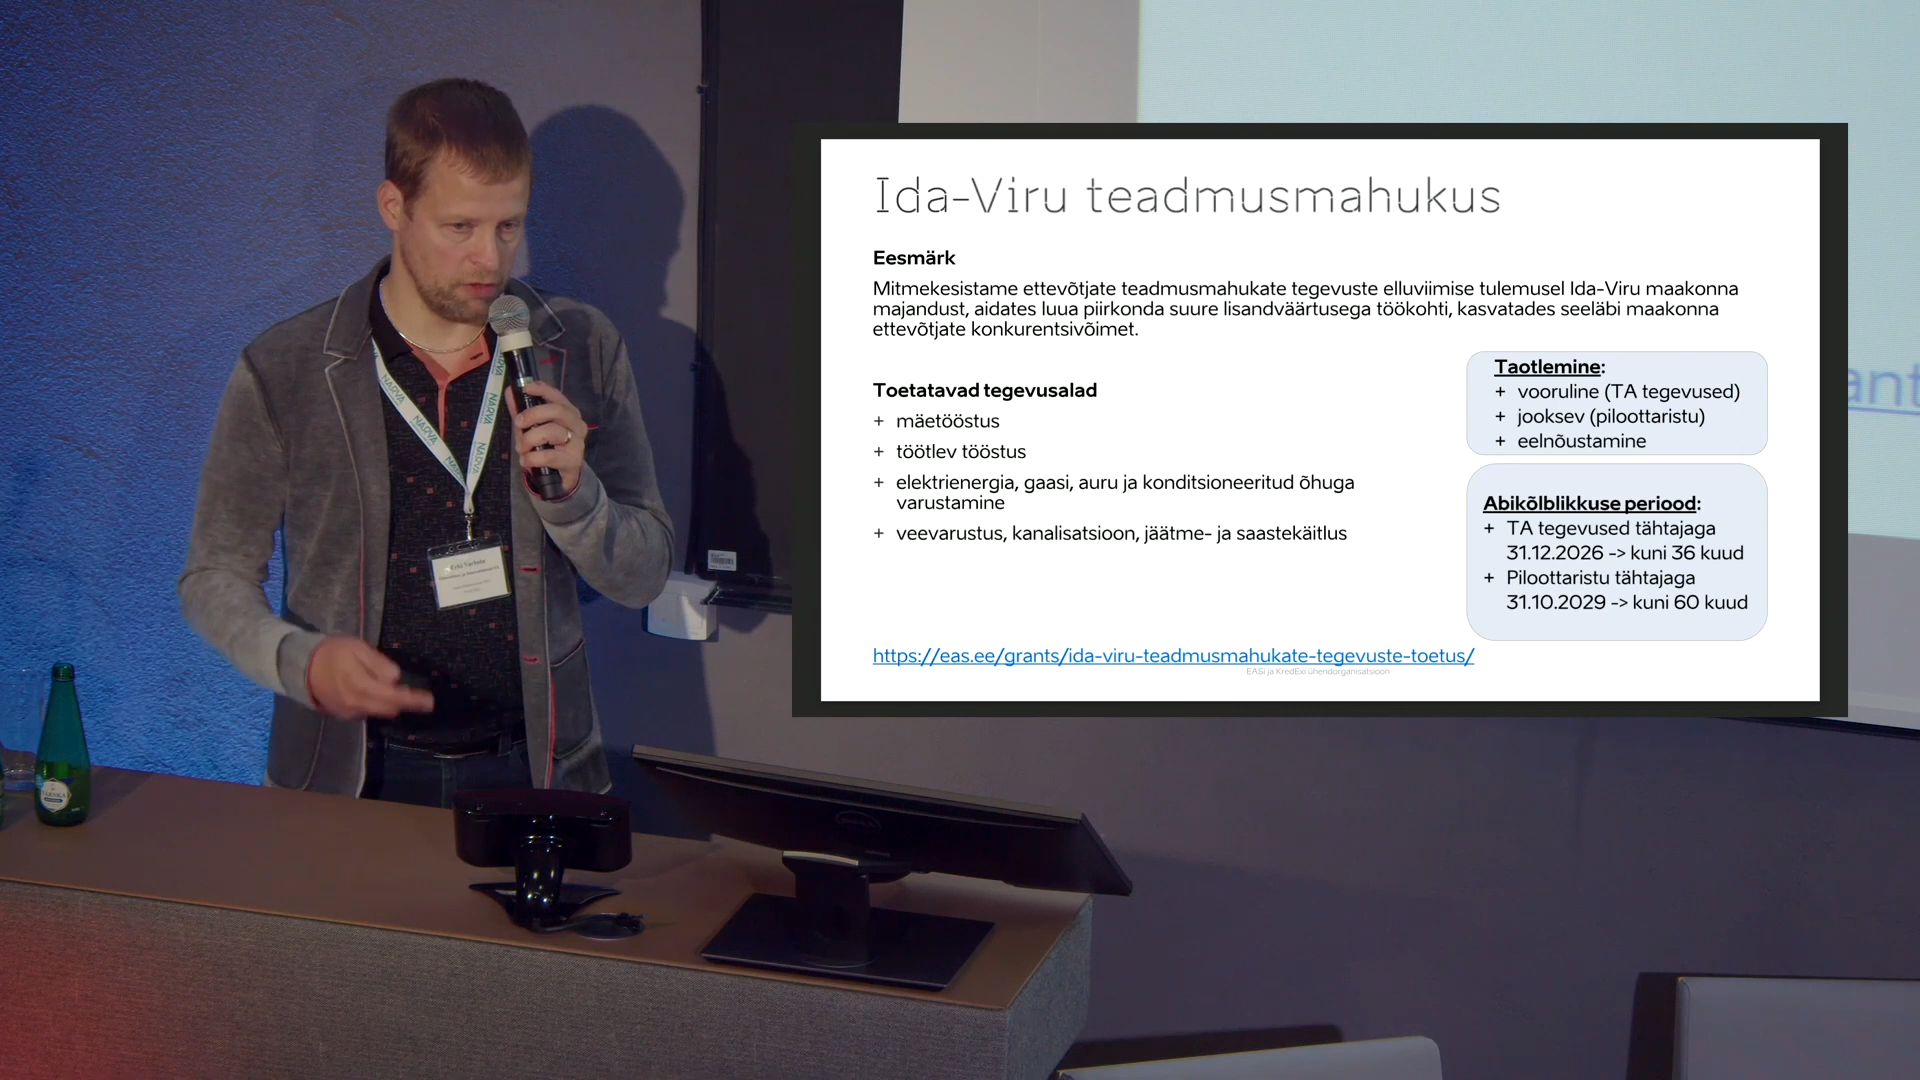 Ida-Viru teadmusmahukus
Eesmärk
Mitmekesistame ettevõtjate teadmusmahukate tegevuste elluviimise tulemusel Ida-Viru maakonna
majandust, aidates luua piirkonda suure lisandväärtusega töökohti, kasvatades seeläbi maakonna
ettevõtjate konkurentsivõimet.
Toetatavad tegevusalad
+ mäetööstus
+ töötlev tööstus
+ elektrienergia, gaasi, auru ja konditsioneeritud õhuga
varustamine
+ veevarustus, kanalisatsioon, jäätme- ja saastekäitlus
Taotlemine:
+ vooruline (TA tegevused)
+ jooksev (piloottaristu)
+ eelnõustamine
Abikõlblikkuse periood:
+ TA tegevused tähtajaga
31.12.2026 -> kuni 36 kuud
+ Piloottaristu tähtajaga
31.10.2029 -> kuni 60 kuud
https://eas.ee/grants/ida-viru-teadmusmahukate-tegevuste-toetus/
EASi ja KredExi ühendorganisatsioon
ant
NARVA
NARVA
NARVA